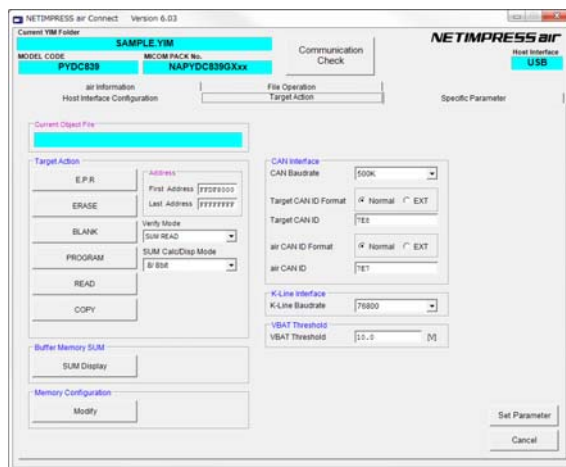 NETIMPRESS air Connect Version 6.03
Current YIM Folder
SAMPLE.YIM
MODEL CODE
MICOM PACK No.
PYDC839
NAPYDC839GXxx
Communication
Check
NETIMPRESS air
Host Interface
USB
air Information
File Operation
Host Interface Configuration
Target Action
Specific Parameter
Current Object File
Target Action
E.P.R
ERASE
BLANK
PROGRAM
READ
COPY
Address
First Address FFDF8000
Last Address FFFFFFFF
Verify Mode
SUM READ
SUM Calc/Disp Mode
8/ 8bit
Buffer Memory SUM
SUM Display
Memory Configuration
Modify
CAN Interface
CAN Baudrate 500K
Target CAN ID Format Normal EXT
Target CAN ID 7E8
air CAN ID Format Normal EXT
air CAN ID 7E7
K-Line Interface
K-Line Baudrate 76800
VBAT Threshold
VBAT Threshold 10.0 [V]
Set Parameter
Cancel